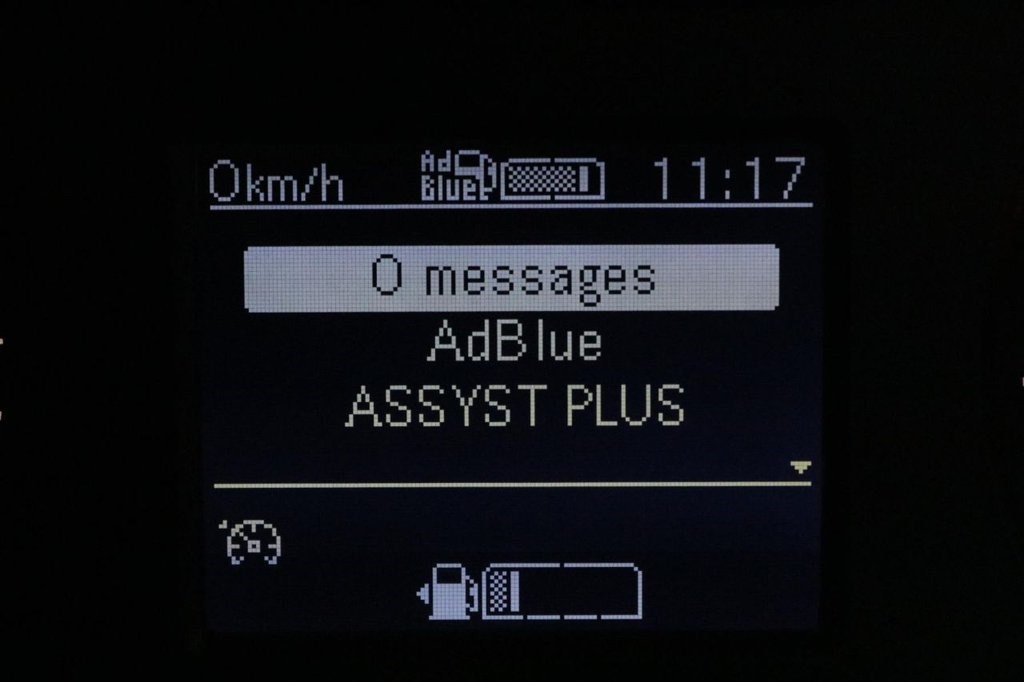 0km/h AdBlue 11:17
0 messages
AdBlue
ASSYST PLUS